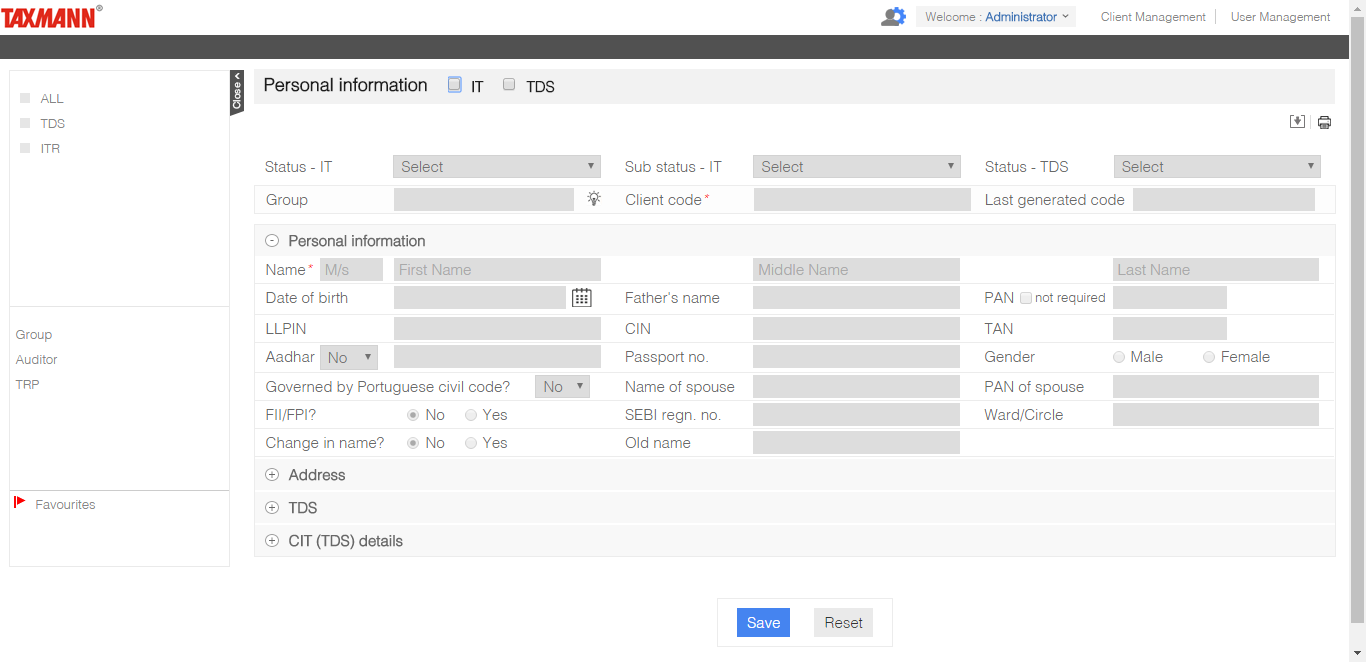 TAXMANN®
Welcome : Administrator
Client Management
User Management
Close
ALL
TDS
ITR
Group
Auditor
TRP
Favourites
Personal information IT TDS
Status - IT Select Sub status - IT Select Status - TDS Select
Group Client code* Last generated code
Personal information
Name* M/s First Name Middle Name Last Name
Date of birth Father's name PAN not required
LLPIN CIN TAN
Aadhar No Passport no. Gender Male Female
Governed by Portuguese civil code? No Name of spouse PAN of spouse
FII/FPI? No Yes SEBI regn. no. Ward/Circle
Change in name? No Yes Old name
Address
TDS
CIT (TDS) details
Save Reset